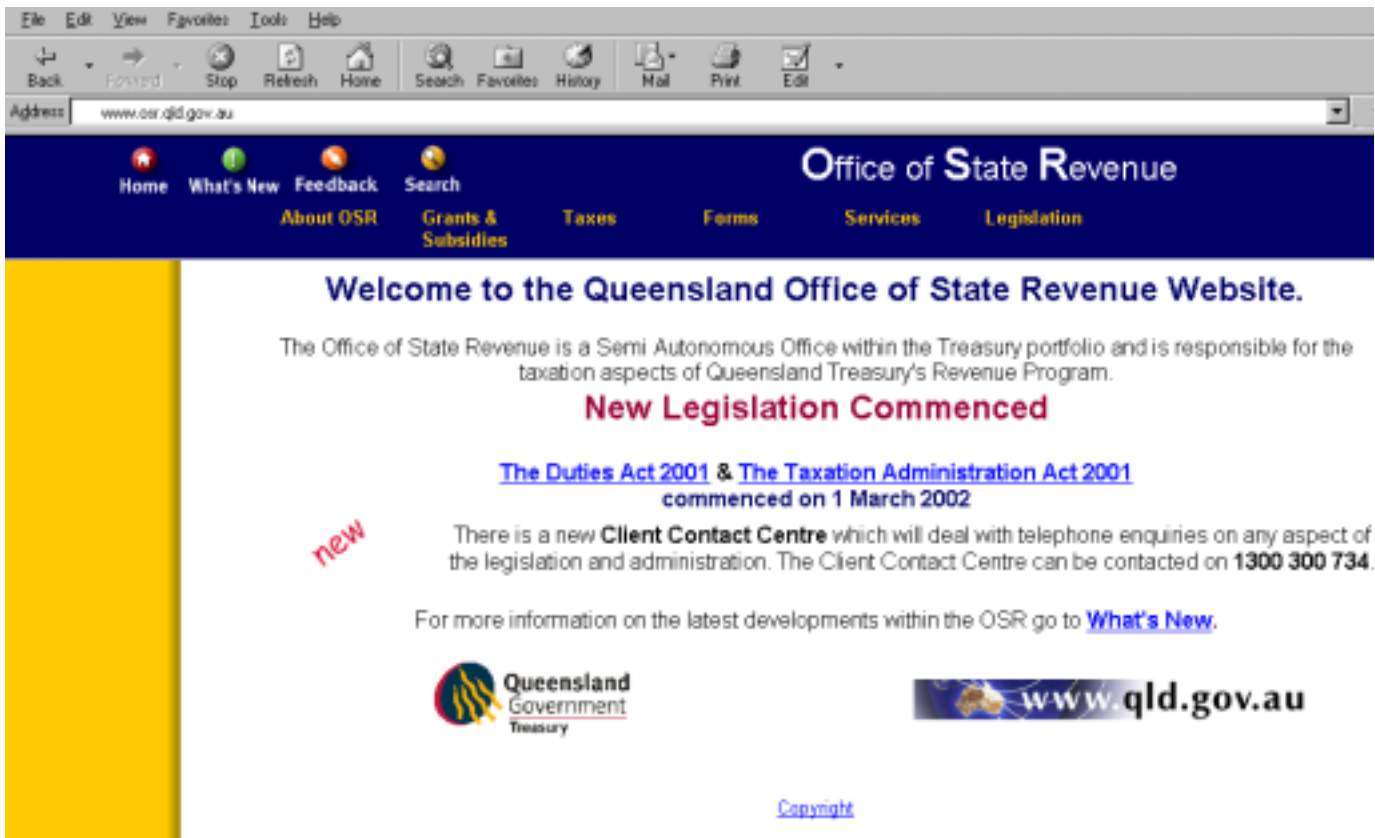 File Edit View Favorites Tools Help
Back Forward Stop Refresh Home Search Favorites History Mail Print Edit
Address www.osr.qld.gov.au
Office of State Revenue
Home What's New Feedback Search
About OSR Grants & Subsidies Taxes Forms Services Legislation
Welcome to the Queensland Office of State Revenue Website.
The Office of State Revenue is a Semi Autonomous Office within the Treasury portfolio and is responsible for the
taxation aspects of Queensland Treasury's Revenue Program.
New Legislation Commenced
The Duties Act 2001 & The Taxation Administration Act 2001
commenced on 1 March 2002
new
There is a new Client Contact Centre which will deal with telephone enquiries on any aspect of
the legislation and administration. The Client Contact Centre can be contacted on 1300 300 734.
For more information on the latest developments within the OSR go to What's New.
Queensland
Government
Treasury
www.qld.gov.au
Copyright